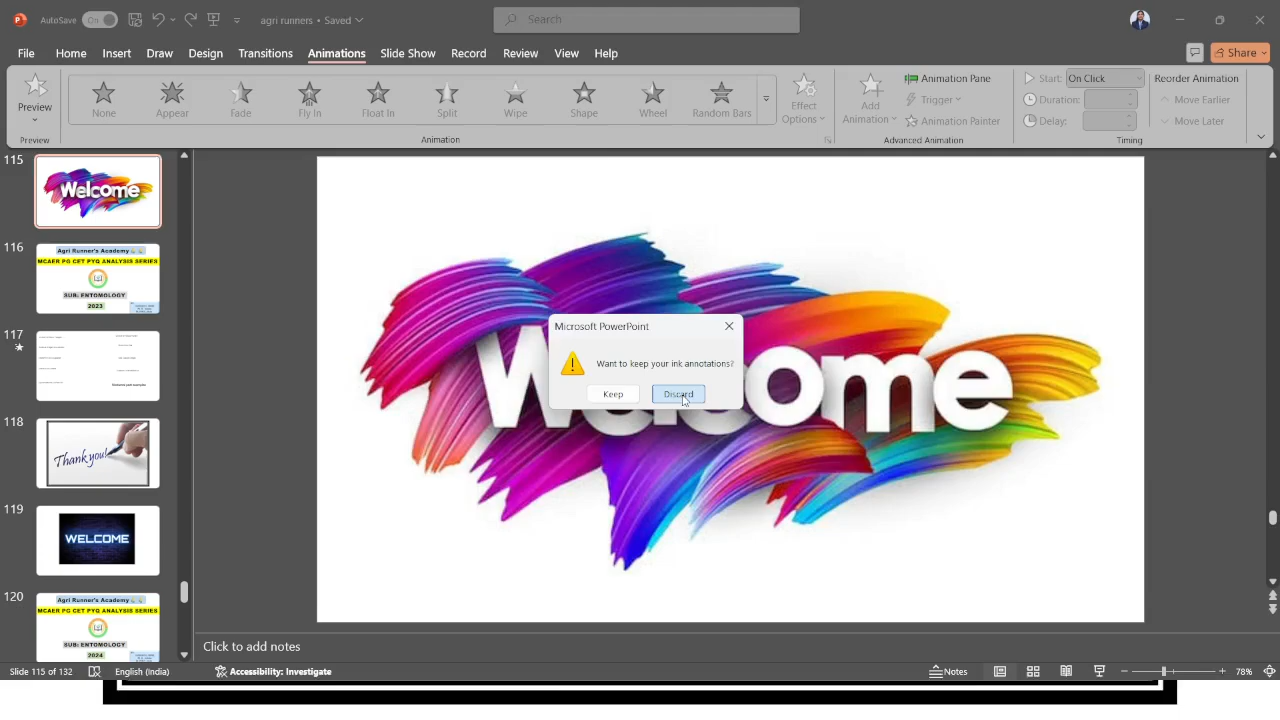 AutoSave On
agri runners • Saved
Search
File Home Insert Draw Design Transitions Animations Slide Show Record Review View Help
Share
Preview
None Appear Fade Fly In Float In Split Wipe Shape Wheel Random Bars
Effect Options
Add Animation
Animation Pane
Trigger
Animation Painter
Start: On Click
Duration:
Delay:
Reorder Animation
Move Earlier
Move Later
Preview Animation Advanced Animation Timing
115
Welcome
116
Agri Runner's Academy
MCAER PG CET PYQ ANALYSIS SERIES
SUB: ENTOMOLOGY
2023
117
118
Thank you!
119
WELCOME
120
Agri Runner's Academy
MCAER PG CET PYQ ANALYSIS SERIES
SUB: ENTOMOLOGY
2024
Welcome
Microsoft PowerPoint
Want to keep your ink annotations?
Keep Discard
Click to add notes
Slide 115 of 132 English (India) Accessibility: Investigate Notes 78%